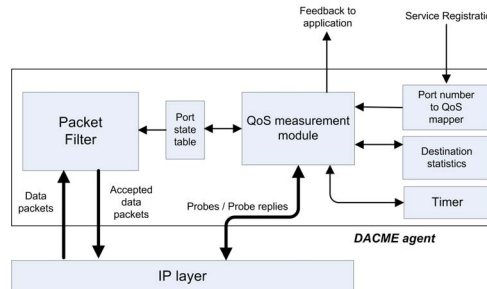 Feedback to
application
Service Registratio
Packet
Filter
Port
state
table
QoS measurement
module
Port number
to QoS
mapper
Destination
statistics
Timer
Data
packets
Accepted
data
packets
Probes / Probe replies
DACME agent
IP layer